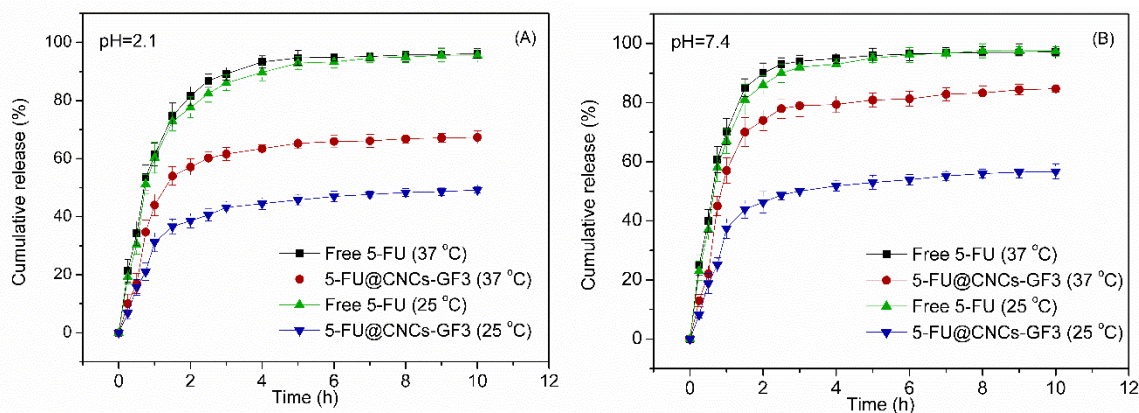 pH=2.1
(A)
100
80
60
40
20
0
Cumulative release (%)
Free 5-FU (37 °C)
5-FU@CNCs-GF3 (37 °C)
Free 5-FU (25 °C)
5-FU@CNCs-GF3 (25 °C)
0 2 4 6 8 10 12
Time (h)
pH=7.4
(B)
100
80
60
40
20
0
Cumulative release (%)
Free 5-FU (37 °C)
5-FU@CNCs-GF3 (37 °C)
Free 5-FU (25 °C)
5-FU@CNCs-GF3 (25 °C)
0 2 4 6 8 10 12
Time (h)